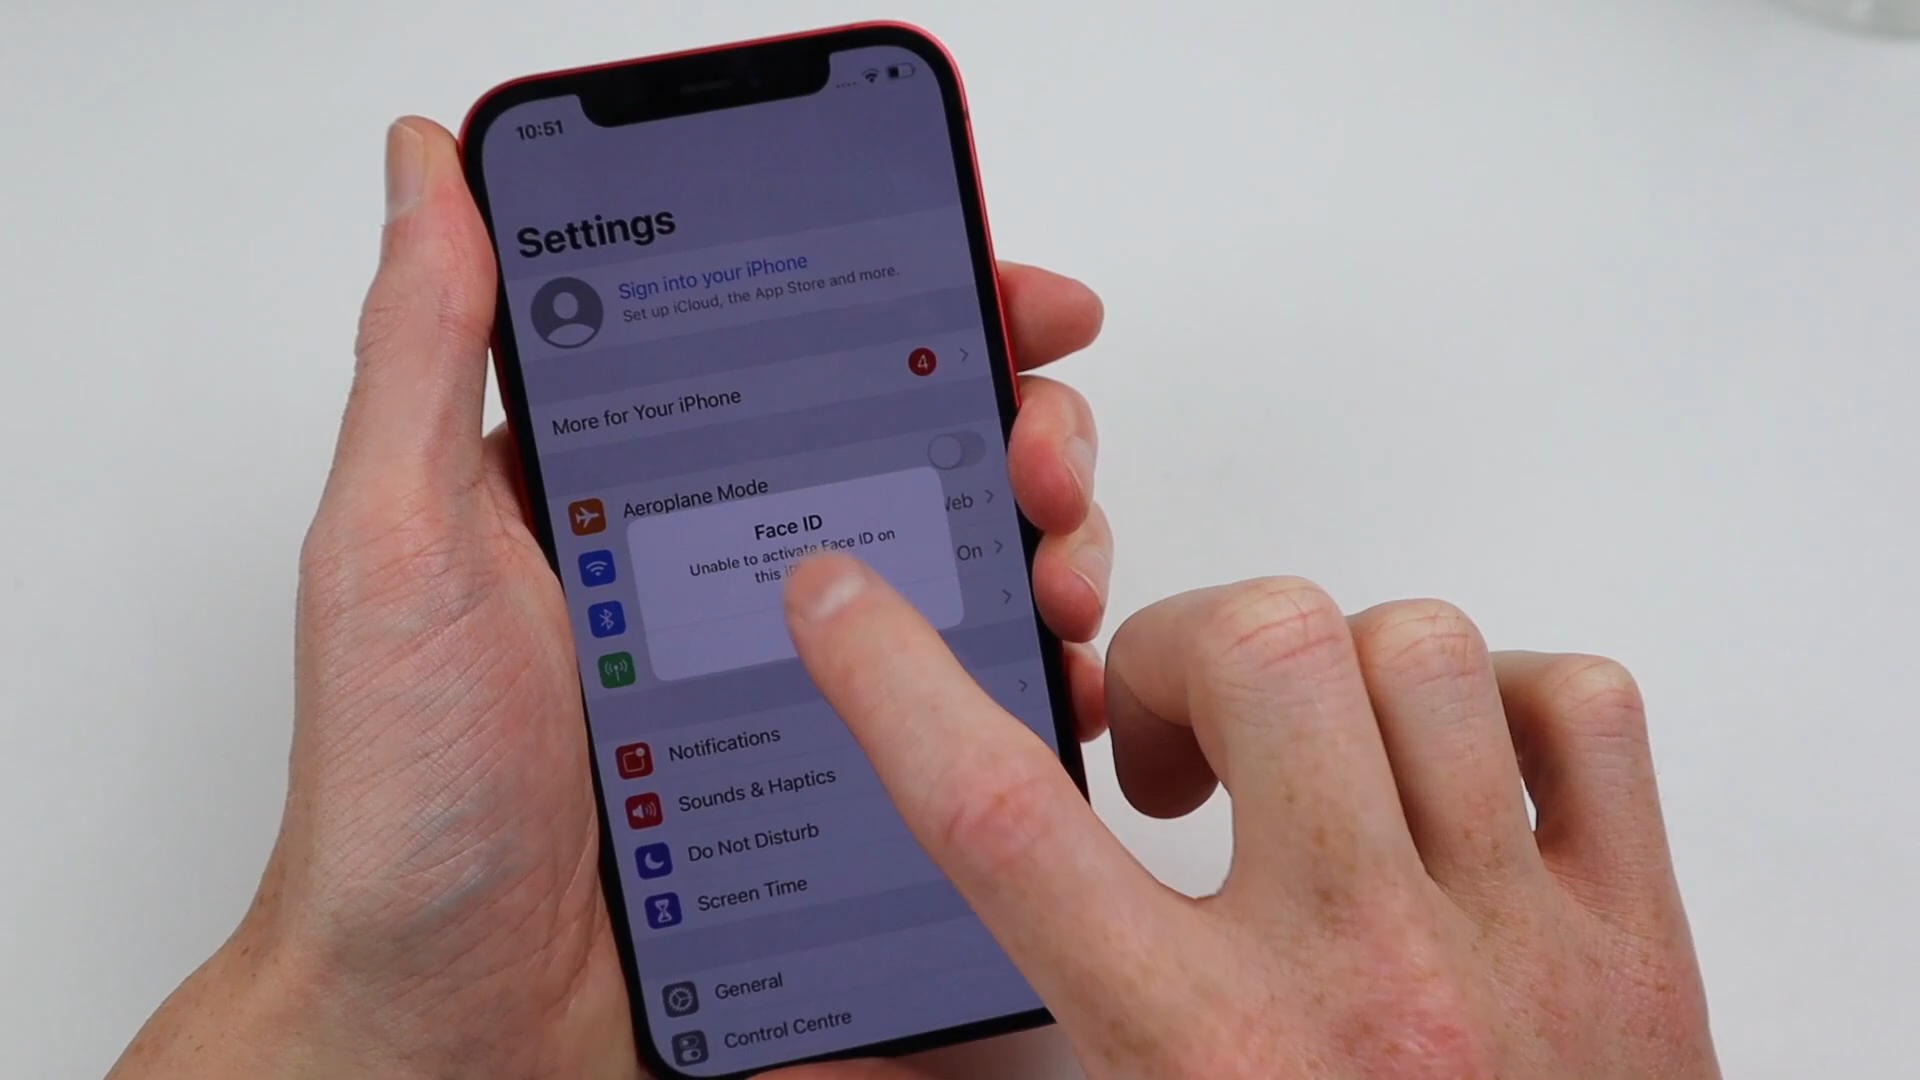 10:51
Settings
Sign into your iPhone
Set up iCloud, the App Store and more.
More for Your iPhone
4
Aeroplane Mode
Face ID
Unable to activate Face ID on
this
On
Notifications
Sounds & Haptics
Do Not Disturb
Screen Time
General
Control Centre